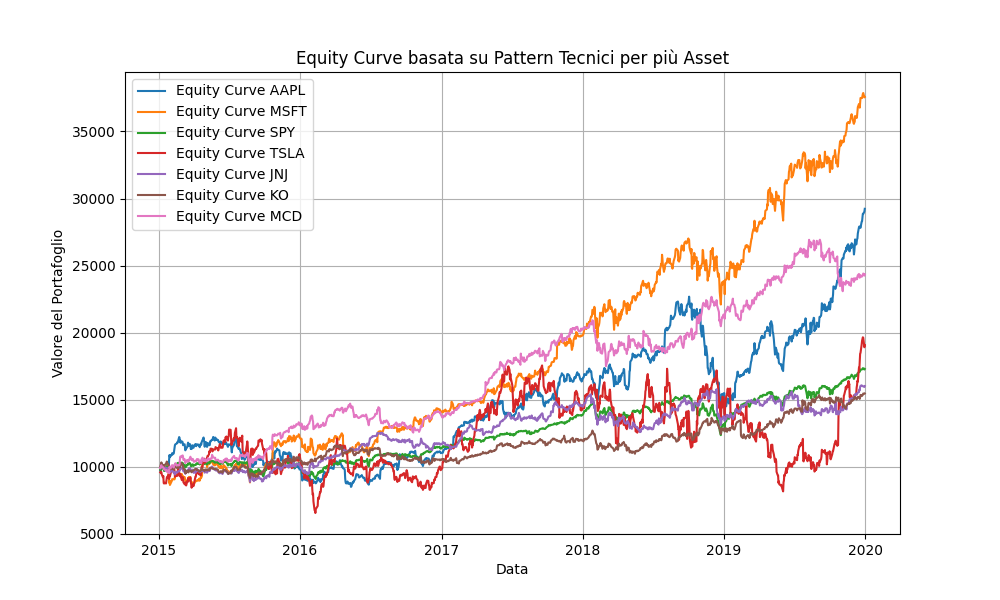 Equity Curve basata su Pattern Tecnici per più Asset
Equity Curve AAPL
Equity Curve MSFT
Equity Curve SPY
Equity Curve TSLA
Equity Curve JNJ
Equity Curve KO
Equity Curve MCD
Valore del Portafoglio
35000
30000
25000
20000
15000
10000
5000
2015 2016 2017 2018 2019 2020
Data